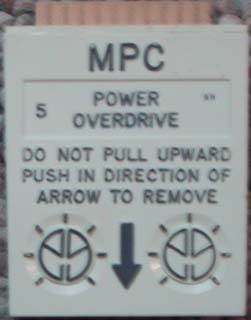 MPC
5 POWER "
OVERDRIVE
DO NOT PULL UPWARD
PUSH IN DIRECTION OF
ARROW TO REMOVE